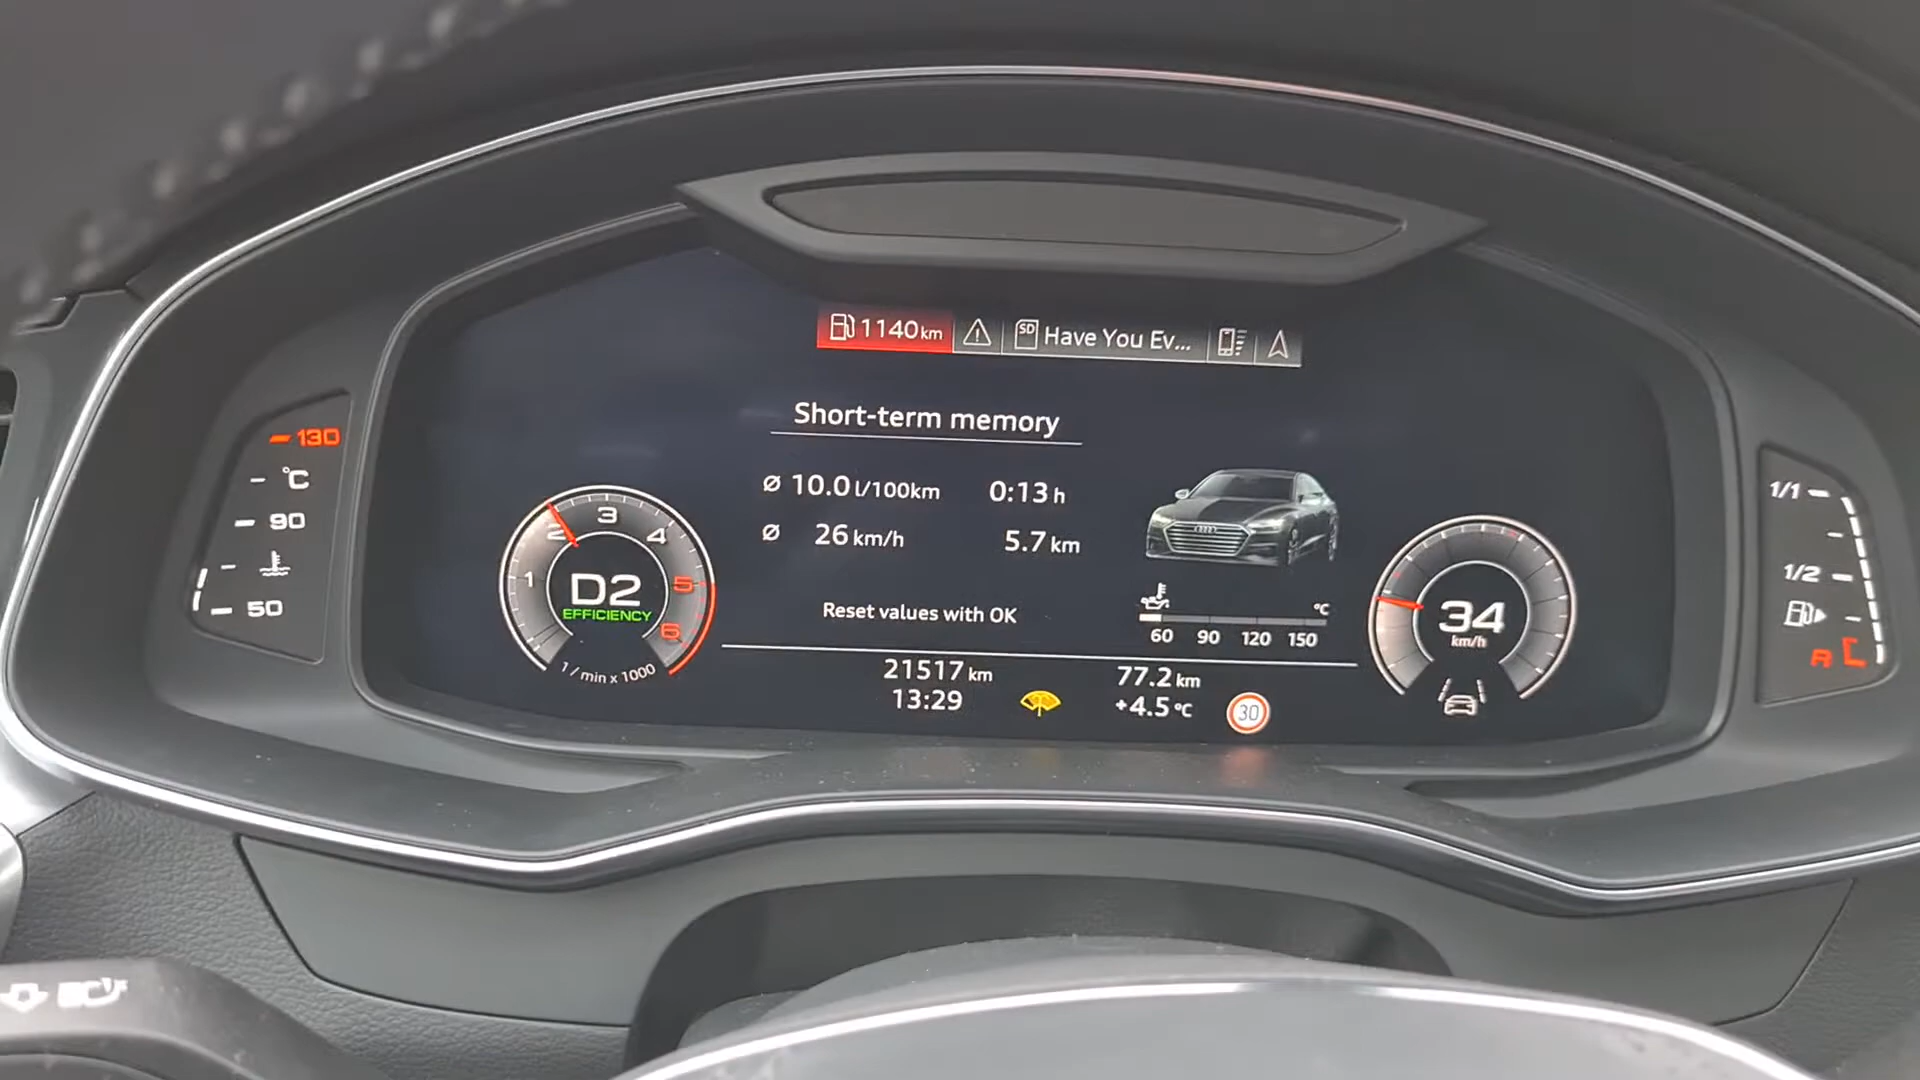 1140 km
SD Have You Ev...
Short-term memory
Ø 10.0 l/100km 0:13 h
Ø 26 km/h 5.7 km
Reset values with OK
130
°C
90
50
1 2 3 4 5 6
D2
EFFICIENCY
1 / min x 1000
°C
60 90 120 150
34
km/h
1/1
1/2
R
21517 km 77.2 km
13:29 +4.5 °C 30